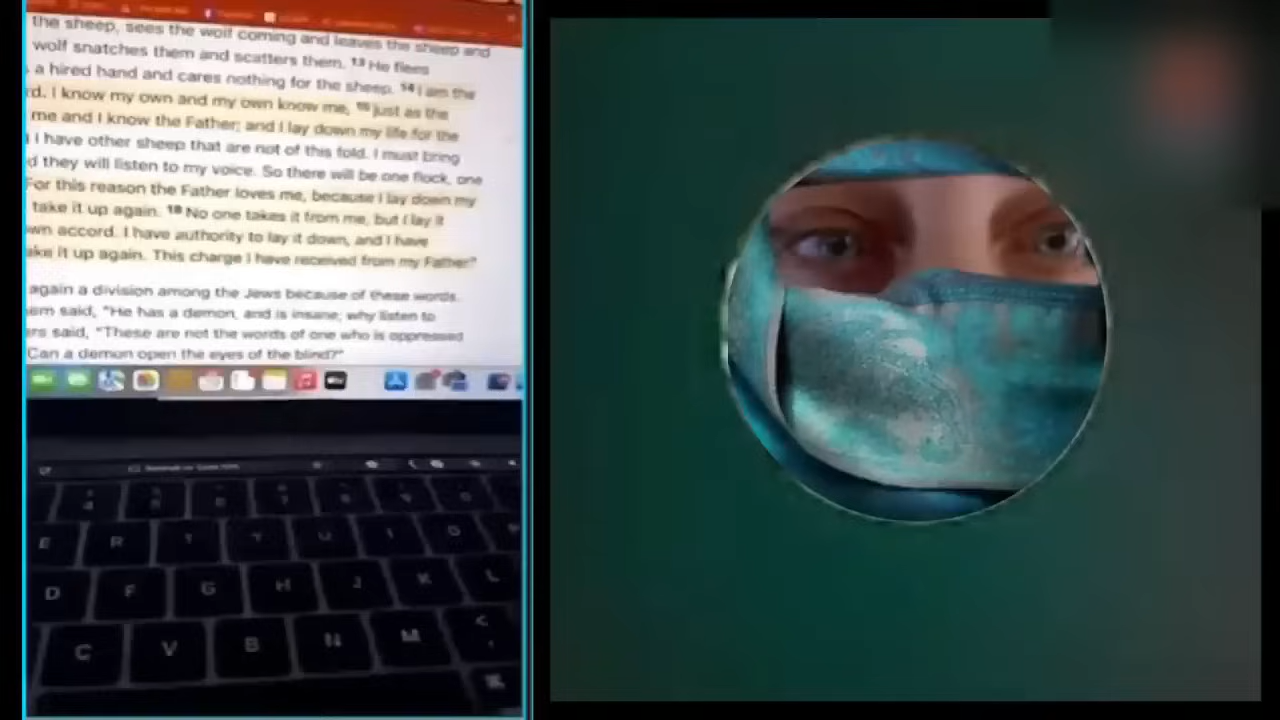 the sheep, sees the wolf coming and leaves the sheep and
wolf snatches them and scatters them. 13 He flees
a hired hand and cares nothing for the sheep. 14 I am the
rd. I know my own and my own know me, 15 just as the
me and I know the Father; and I lay down my life for the
I have other sheep that are not of this fold. I must bring
d they will listen to my voice. So there will be one flock, one
For this reason the Father loves me, because I lay down my
take it up again. 18 No one takes it from me, but I lay it
wn accord. I have authority to lay it down, and I have
ake it up again. This charge I have received from my Father."
again a division among the Jews because of these words.
em said, "He has a demon, and is insane; why listen to
ers said, "These are not the words of one who is oppressed
Can a demon open the eyes of the blind?"
E R Y U I O
D F G H J K L
C V B N M <
,